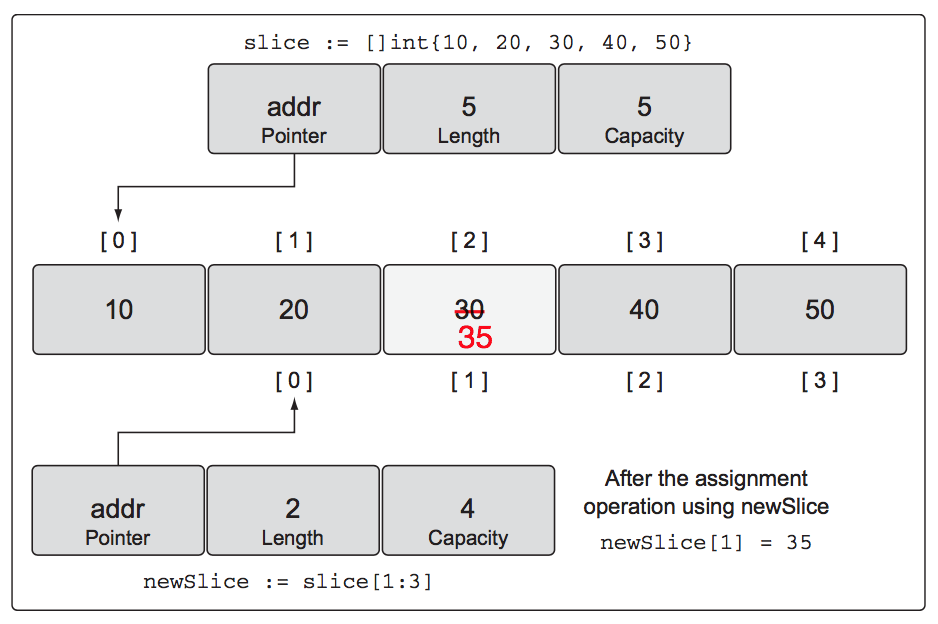 slice := []int{10, 20, 30, 40, 50}
addr 5 5
Pointer Length Capacity
[0] [1] [2] [3] [4]
10 20 30 40 50
35
[0] [1] [2] [3]
addr 2 4
Pointer Length Capacity
newSlice := slice[1:3]
After the assignment
operation using newSlice
newSlice[1] = 35